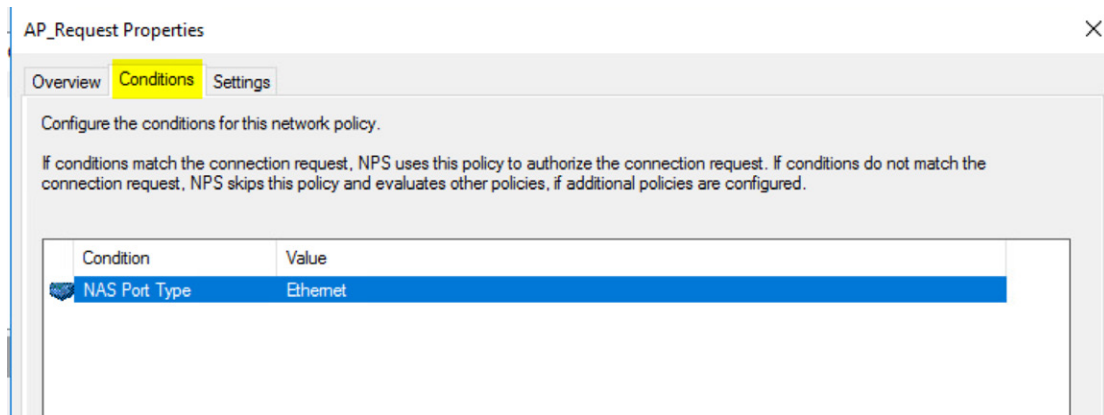 AP_Request Properties
Overview Conditions Settings
Configure the conditions for this network policy.
If conditions match the connection request, NPS uses this policy to authorize the connection request. If conditions do not match the
connection request, NPS skips this policy and evaluates other policies, if additional policies are configured.
Condition Value
NAS Port Type Ethernet